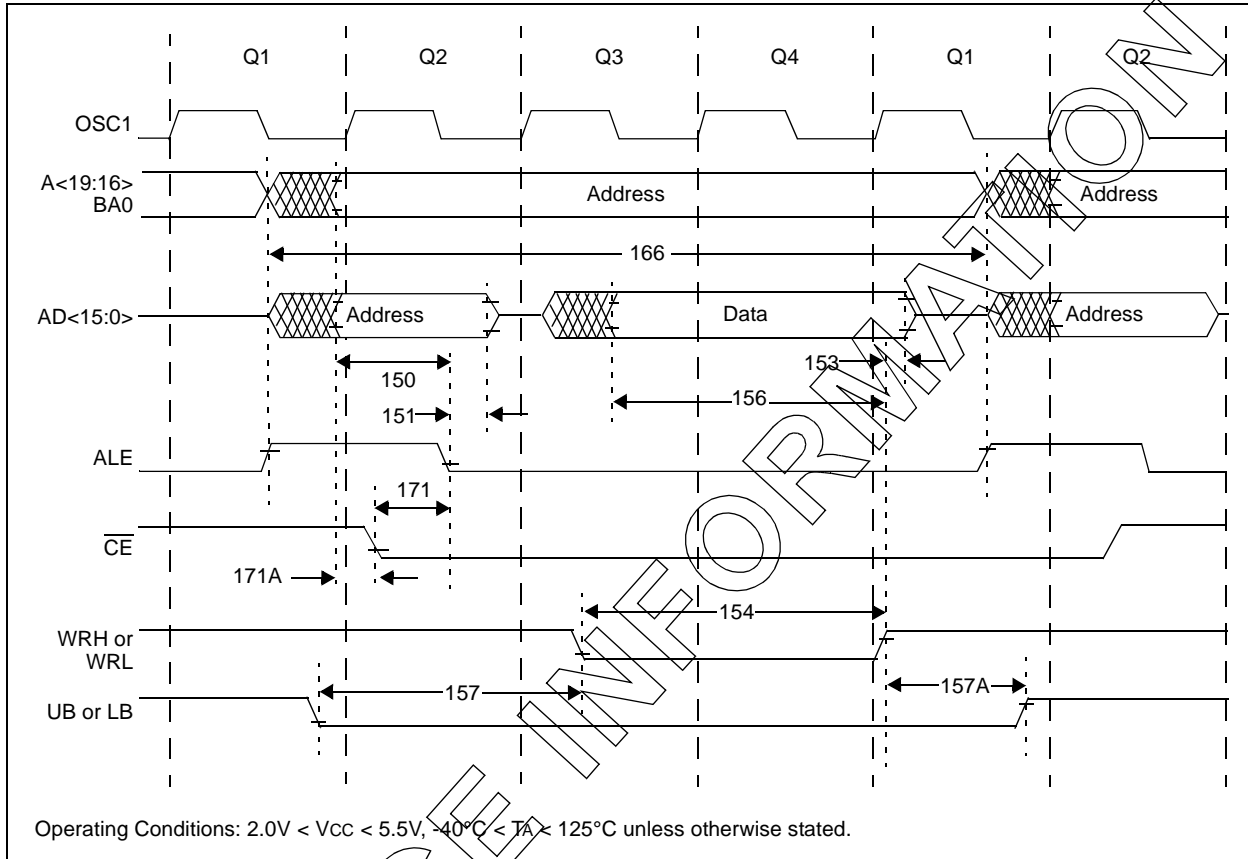 Q1 Q2 Q3 Q4 Q1 Q2
OSC1
A<19:16>
BA0
Address Address
166
AD<15:0>
Address Data Address
150
153
151
156
ALE
171
CE
171A
154
WRH or
WRL
157
157A
UB or LB
Operating Conditions: 2.0V < VCC < 5.5V, -40°C < TA < 125°C unless otherwise stated.
CE INFORMATION